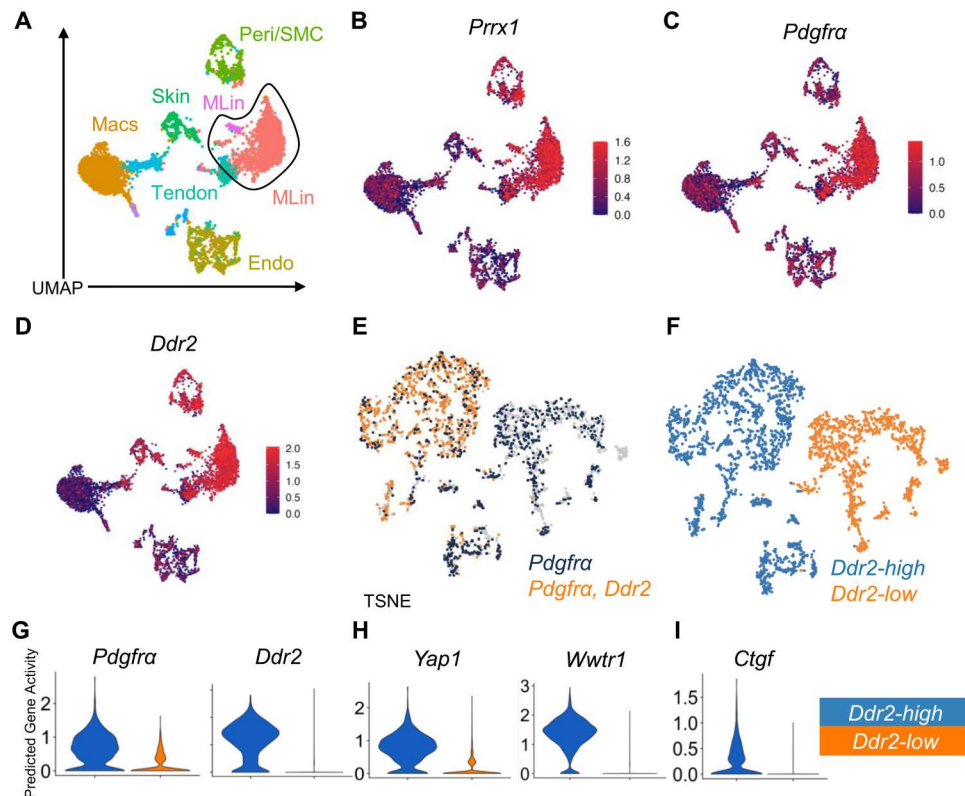 A
B
C
Prrx1
Pdgfrα
Peri/SMC
Skin
MLin
Macs
Tendon
MLin
Endo
UMAP
1.6
1.2
0.8
0.4
0.0
1.0
0.5
0.0
D
E
F
Ddr2
2.0
1.5
1.0
0.5
0.0
Pdgfrα
Pdgfrα, Ddr2
TSNE
Ddr2-high
Ddr2-low
G
H
I
Predicted Gene Activity
Pdgfrα
Ddr2
Yap1
Wwtr1
Ctgf
2
1
0
2
1
0
3
2
1
0
1.5
1.0
0.5
0.0
Ddr2-high
Ddr2-low